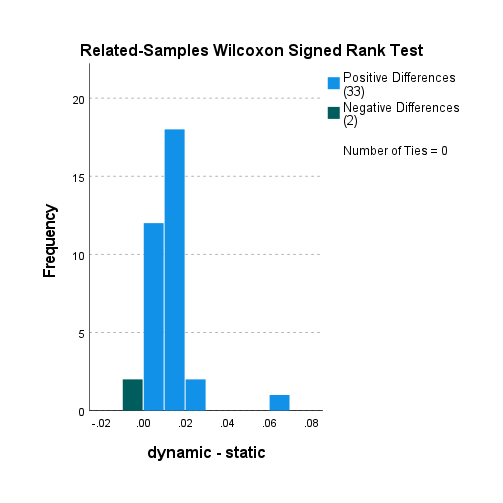 Related-Samples Wilcoxon Signed Rank Test
Positive Differences
(33)
Negative Differences
(2)
Number of Ties = 0
Frequency
20
15
10
5
0
-.02 .00 .02 .04 .06 .08
dynamic - static